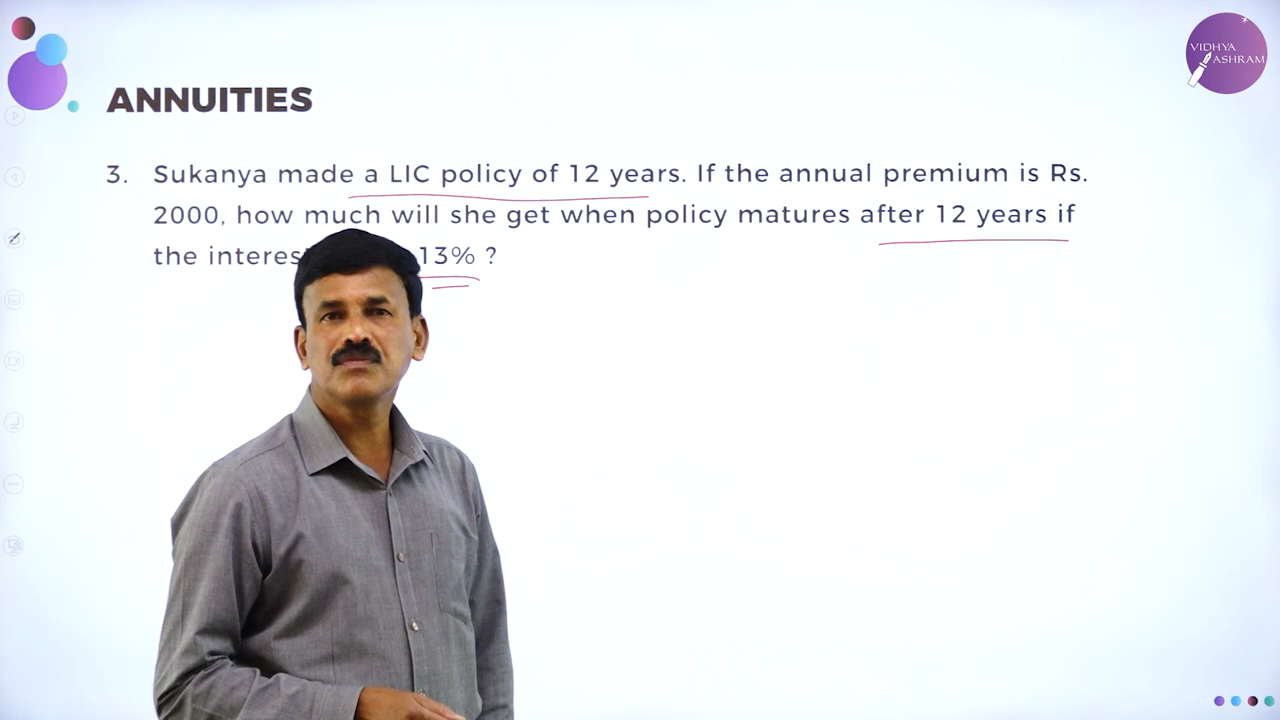 VIDHYA
ASHRAM
ANNUITIES
3. Sukanya made a LIC policy of 12 years. If the annual premium is Rs.
2000, how much will she get when policy matures after 12 years if
the interes 13% ?